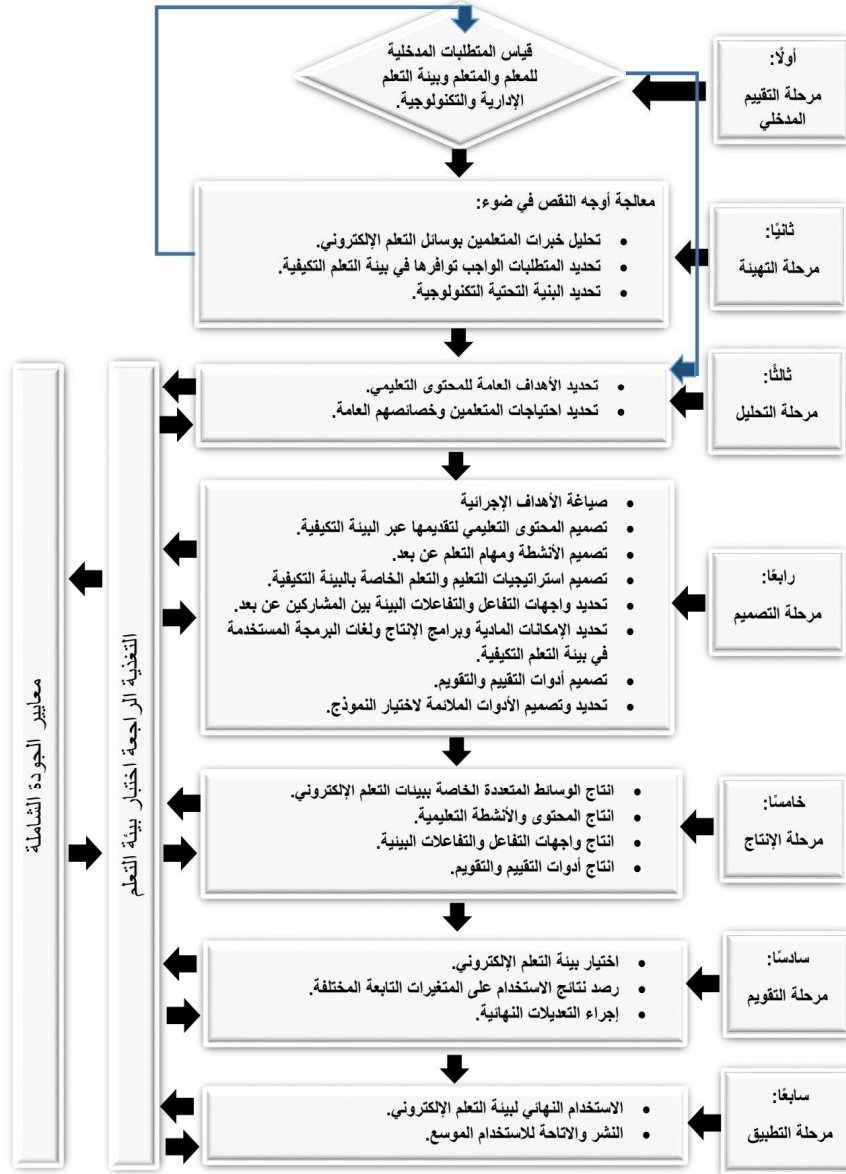 أولًا:
مرحلة التقييم
المدخلي
قياس المتطلبات المدخلية
للمعلم والمتعلم وبيئة التعلم
الإدارية والتكنولوجية.
ثانيًا:
مرحلة التهيئة
معالجة أوجه النقص في ضوء:
• تحليل خبرات المتعلمين بوسائل التعلم الإلكتروني.
• تحديد المتطلبات الواجب توافرها في بيئة التعلم التكيفية.
• تحديد البنية التحتية التكنولوجية.
ثالثًا:
مرحلة التحليل
• تحديد الأهداف العامة للمحتوى التعليمي.
• تحديد احتياجات المتعلمين وخصائصهم العامة.
رابعًا:
مرحلة التصميم
• صياغة الأهداف الإجرائية
• تصميم المحتوى التعليمي لتقديمها عبر البيئة التكيفية.
• تصميم الأنشطة ومهام التعلم عن بعد.
• تصميم استراتيجيات التعليم والتعلم الخاصة بالبيئة التكيفية.
• تحديد واجهات التفاعل والتفاعلات البيئة بين المشاركين عن بعد.
• تحديد الإمكانات المادية وبرامج الإنتاج ولغات البرمجة المستخدمة
في بيئة التعلم التكيفية.
• تصميم أدوات التقييم والتقويم.
• تحديد وتصميم الأدوات الملائمة لاختيار النموذج.
خامسًا:
مرحلة الإنتاج
• انتاج الوسائط المتعددة الخاصة ببيئات التعلم الإلكتروني.
• انتاج المحتوى والأنشطة التعليمية.
• انتاج واجهات التفاعل والتفاعلات البيئية.
• انتاج أدوات التقييم والتقويم.
سادسًا:
مرحلة التقويم
• اختيار بيئة التعلم الإلكتروني.
• رصد نتائج الاستخدام على المتغيرات التابعة المختلفة.
• إجراء التعديلات النهائية.
سابعًا:
مرحلة التطبيق
• الاستخدام النهائي لبيئة التعلم الإلكتروني.
• النشر والاتاحة للاستخدام الموسع.
التغذية الراجعة اختبار بيئة التعلم
معايير الجودة الشاملة